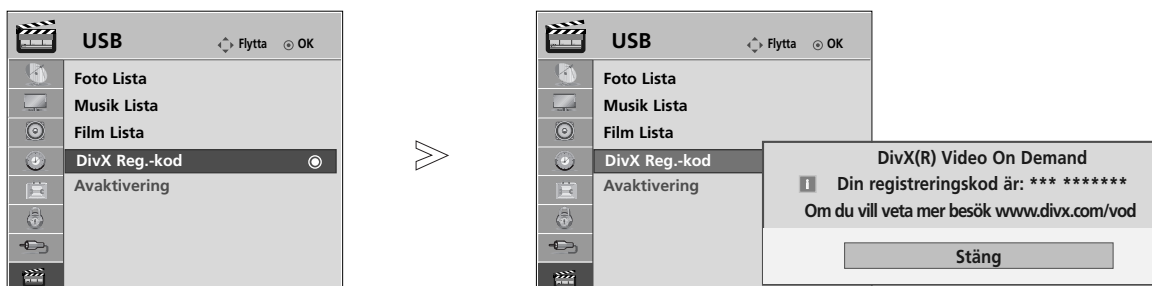 USB Flytta OK
Foto Lista
Musik Lista
Film Lista
DivX Reg.-kod
Avaktivering
USB Flytta OK
Foto Lista
Musik Lista
Film Lista
DivX Reg.-kod
Avaktivering
DivX(R) Video On Demand
Din registreringskod är: *** *******
Om du vill veta mer besök www.divx.com/vod
Stäng